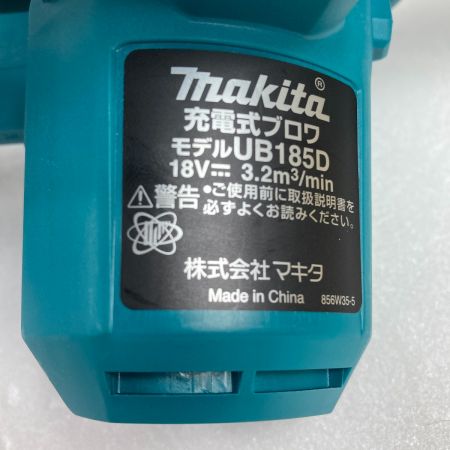 makita®
充電式ブロワ
モデルUB185D
18V⎓ 3.2m³/min
⚠警告 •ご使用前に取扱説明書を
必ずよくお読みください。
株式会社マキタ
Made in China 856W35-5